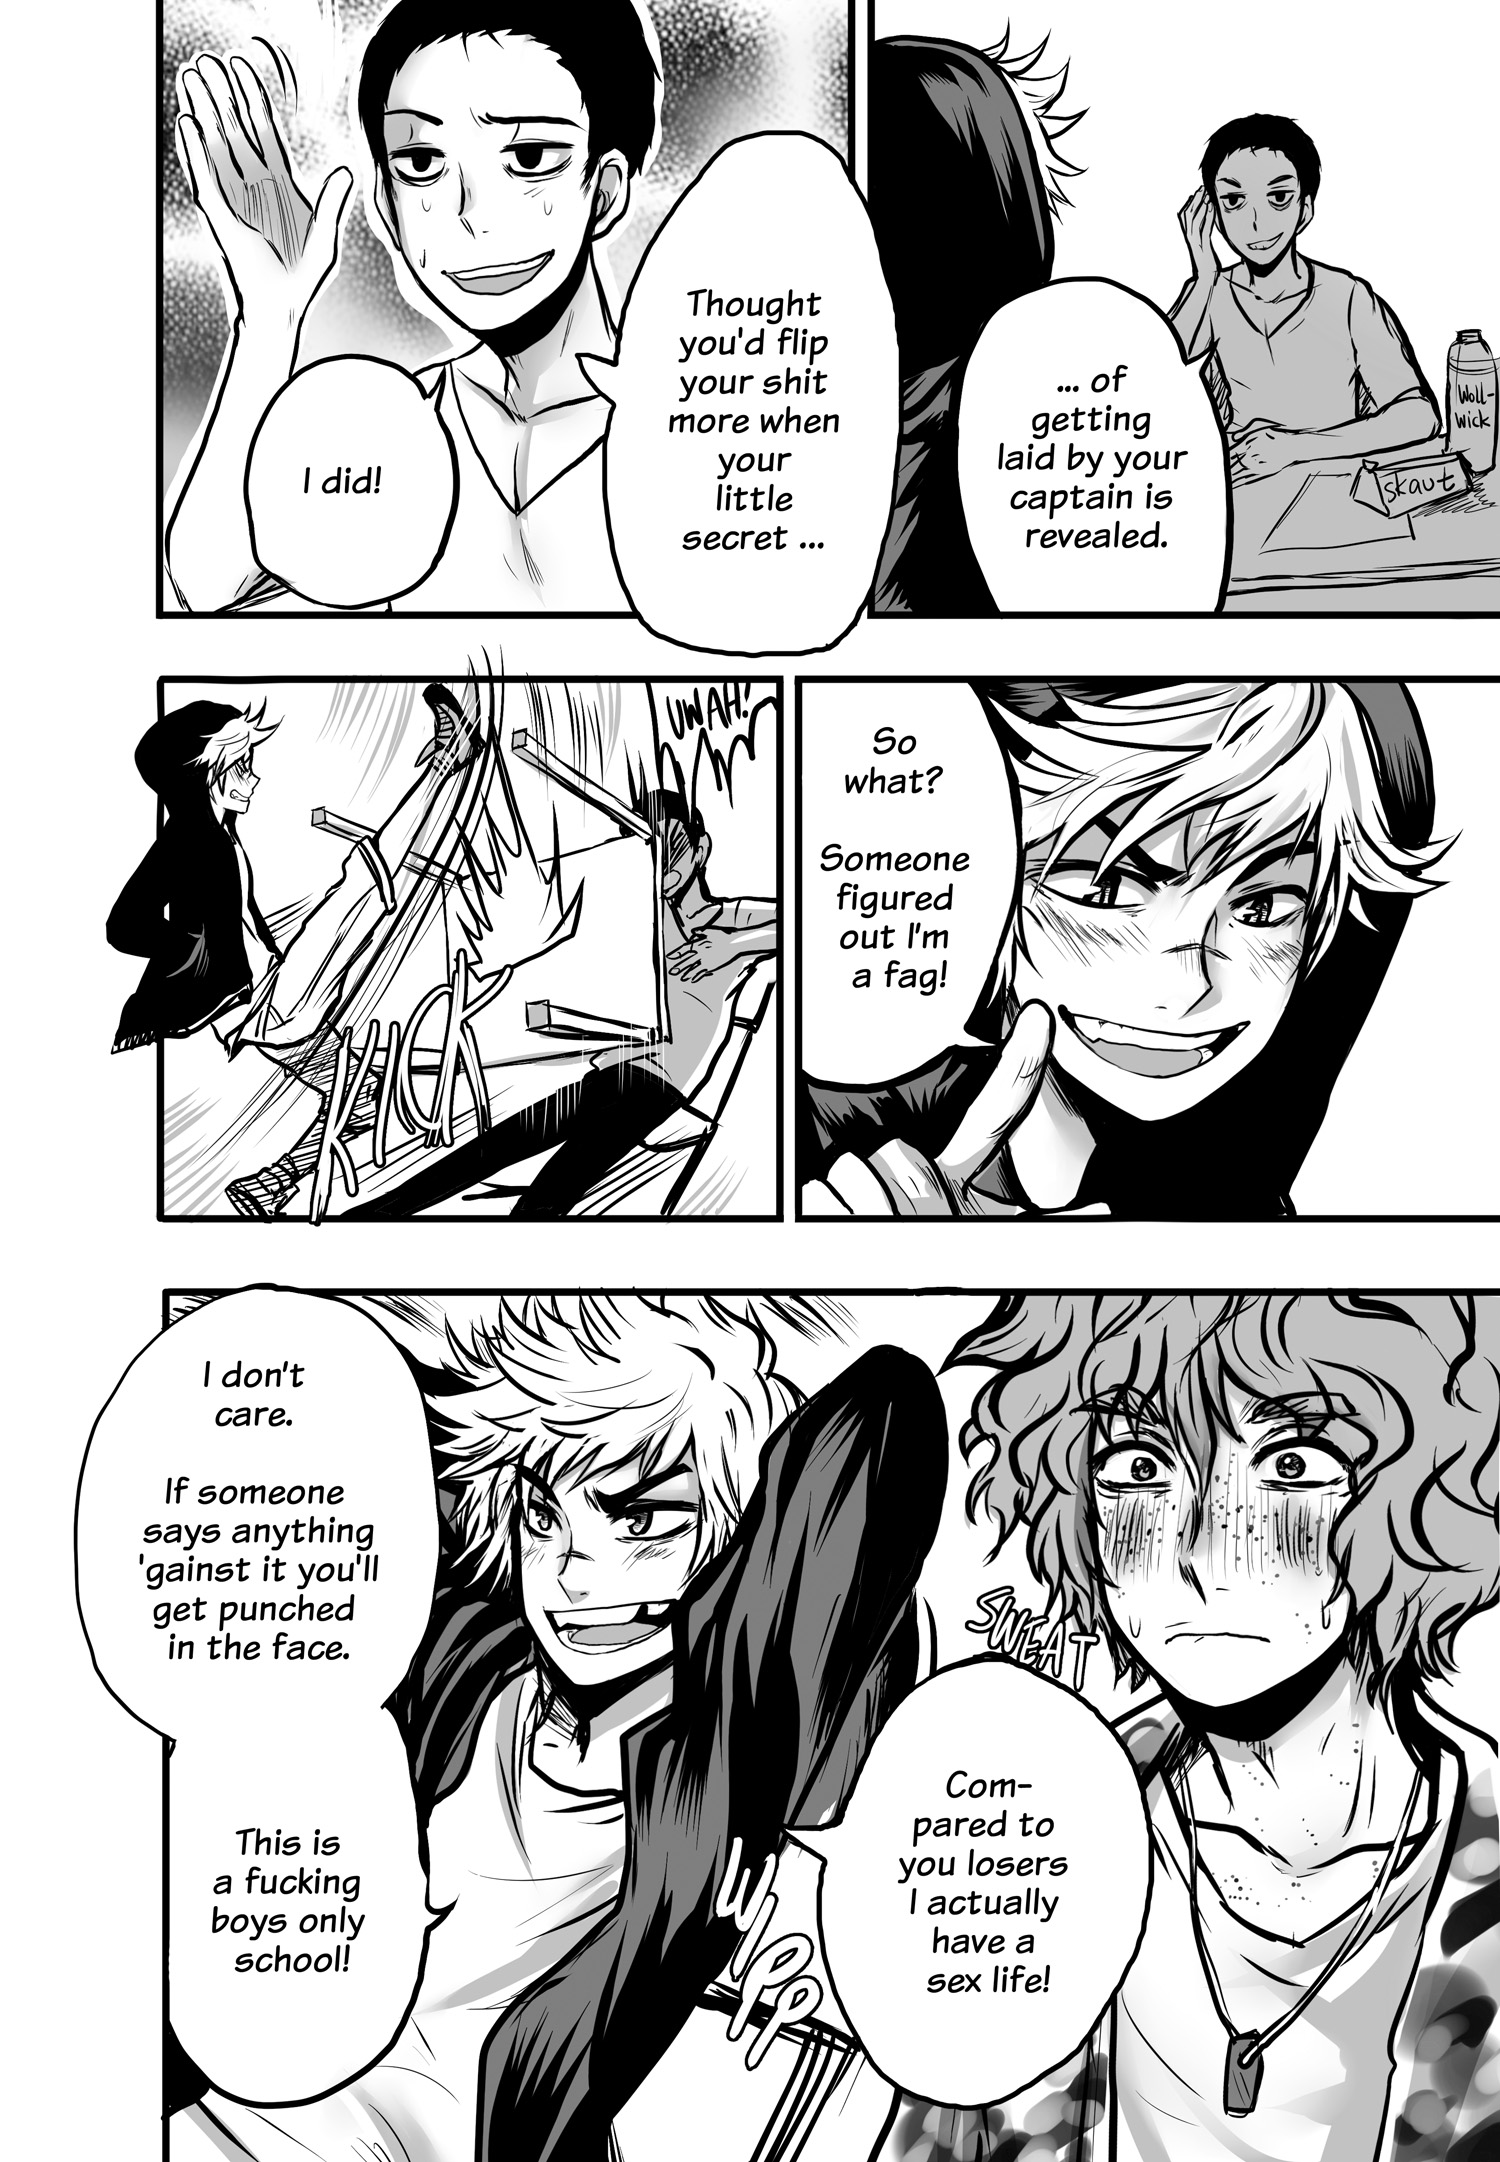 I did!
Thought
you'd flip
your shit
more when
your
little
secret ...
... of
getting
laid by your
captain is
revealed.
Woll-
Wick
skaut
UWAH!
KICK
So
what?
Someone
figured
out I'm
a fag!
I don't
care.
If someone
says anything
'gainst it you'll
get punched
in the face.
This is
a fucking
boys only
school!
WIPP
SWEAT
Com-
pared to
you losers
I actually
have a
sex life!